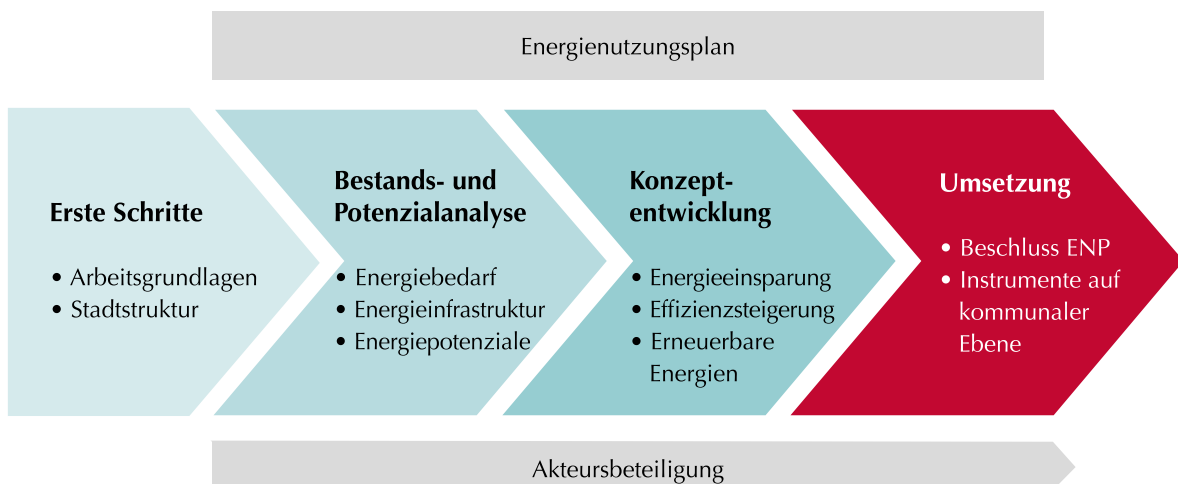 Energienutzungsplan
Erste Schritte
• Arbeitsgrundlagen
• Stadtstruktur
Bestands- und
Potenzialanalyse
• Energiebedarf
• Energieinfrastruktur
• Energiepotenziale
Konzept-
entwicklung
• Energieeinsparung
• Effizienzsteigerung
• Erneuerbare
Energien
Umsetzung
• Beschluss ENP
• Instrumente auf
kommunaler
Ebene
Akteursbeteiligung